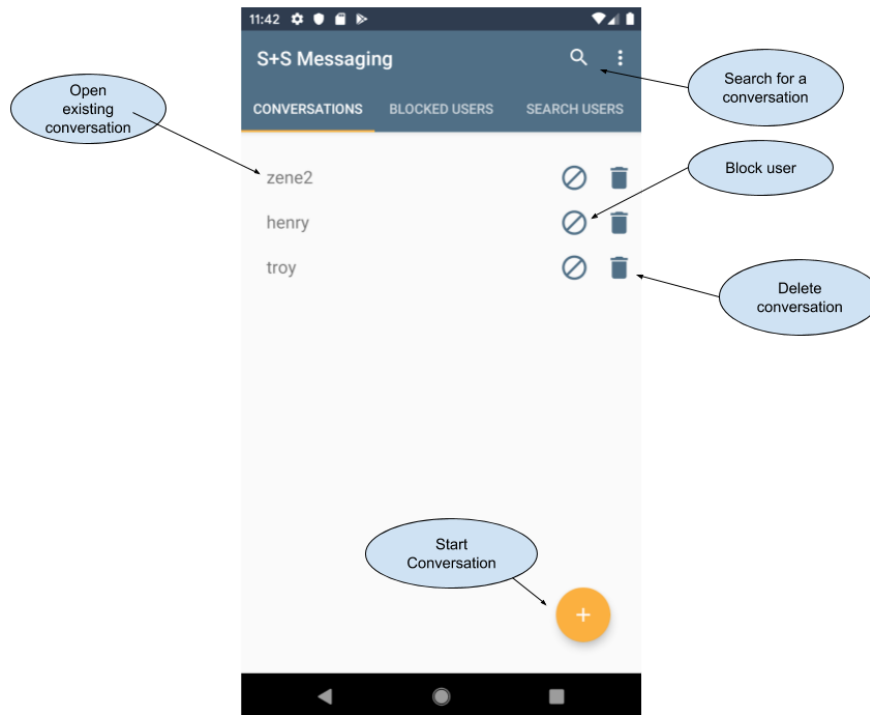 11:42
S+S Messaging
CONVERSATIONS BLOCKED USERS SEARCH USERS
Open
existing
conversation
Search for a
conversation
zene2
Block user
henry
troy
Delete
conversation
Start
Conversation
+